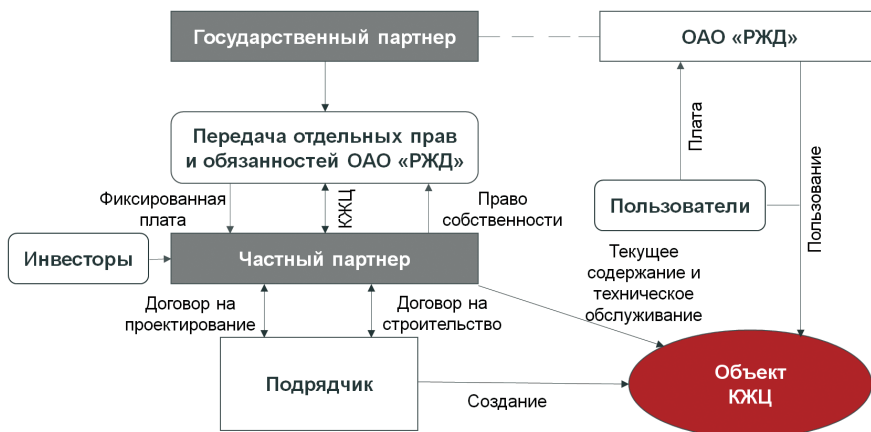 Государственный партнер
ОАО «РЖД»
Передача отдельных прав
и обязанностей ОАО «РЖД»
Плата
Пользование
Фиксированная
плата
КЖЦ
Право
собственности
Пользователи
Инвесторы
Частный партнер
Текущее
содержание и
техническое
обслуживание
Договор на
проектирование
Договор на
строительство
Подрядчик
Создание
Объект
КЖЦ